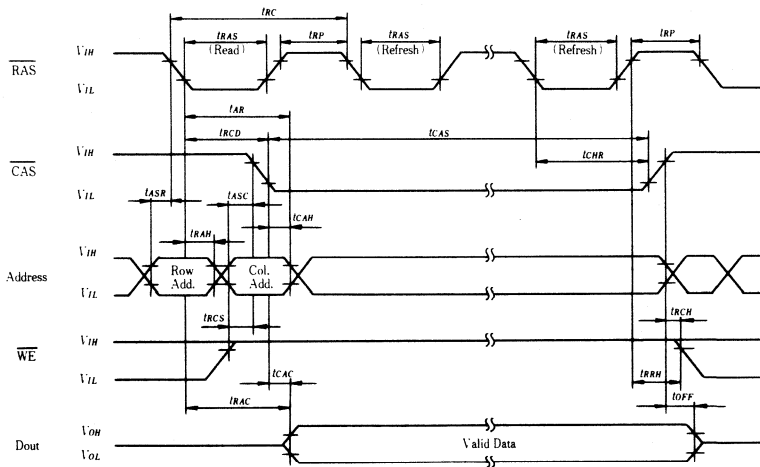 tRC
tRAS
(Read)
tRP
tRAS
(Refresh)
tRAS
(Refresh)
tRP
RAS
VIH
VIL
tAR
tRCD
tCAS
tCHR
CAS
VIH
VIL
tASR
tASC
tRAH
tCAH
Address
VIH
VIL
Row
Add.
Col.
Add.
tRCS
tRCH
WE
VIH
VIL
tCAC
tRRH
tRAC
tOFF
Dout
VOH
VOL
Valid Data